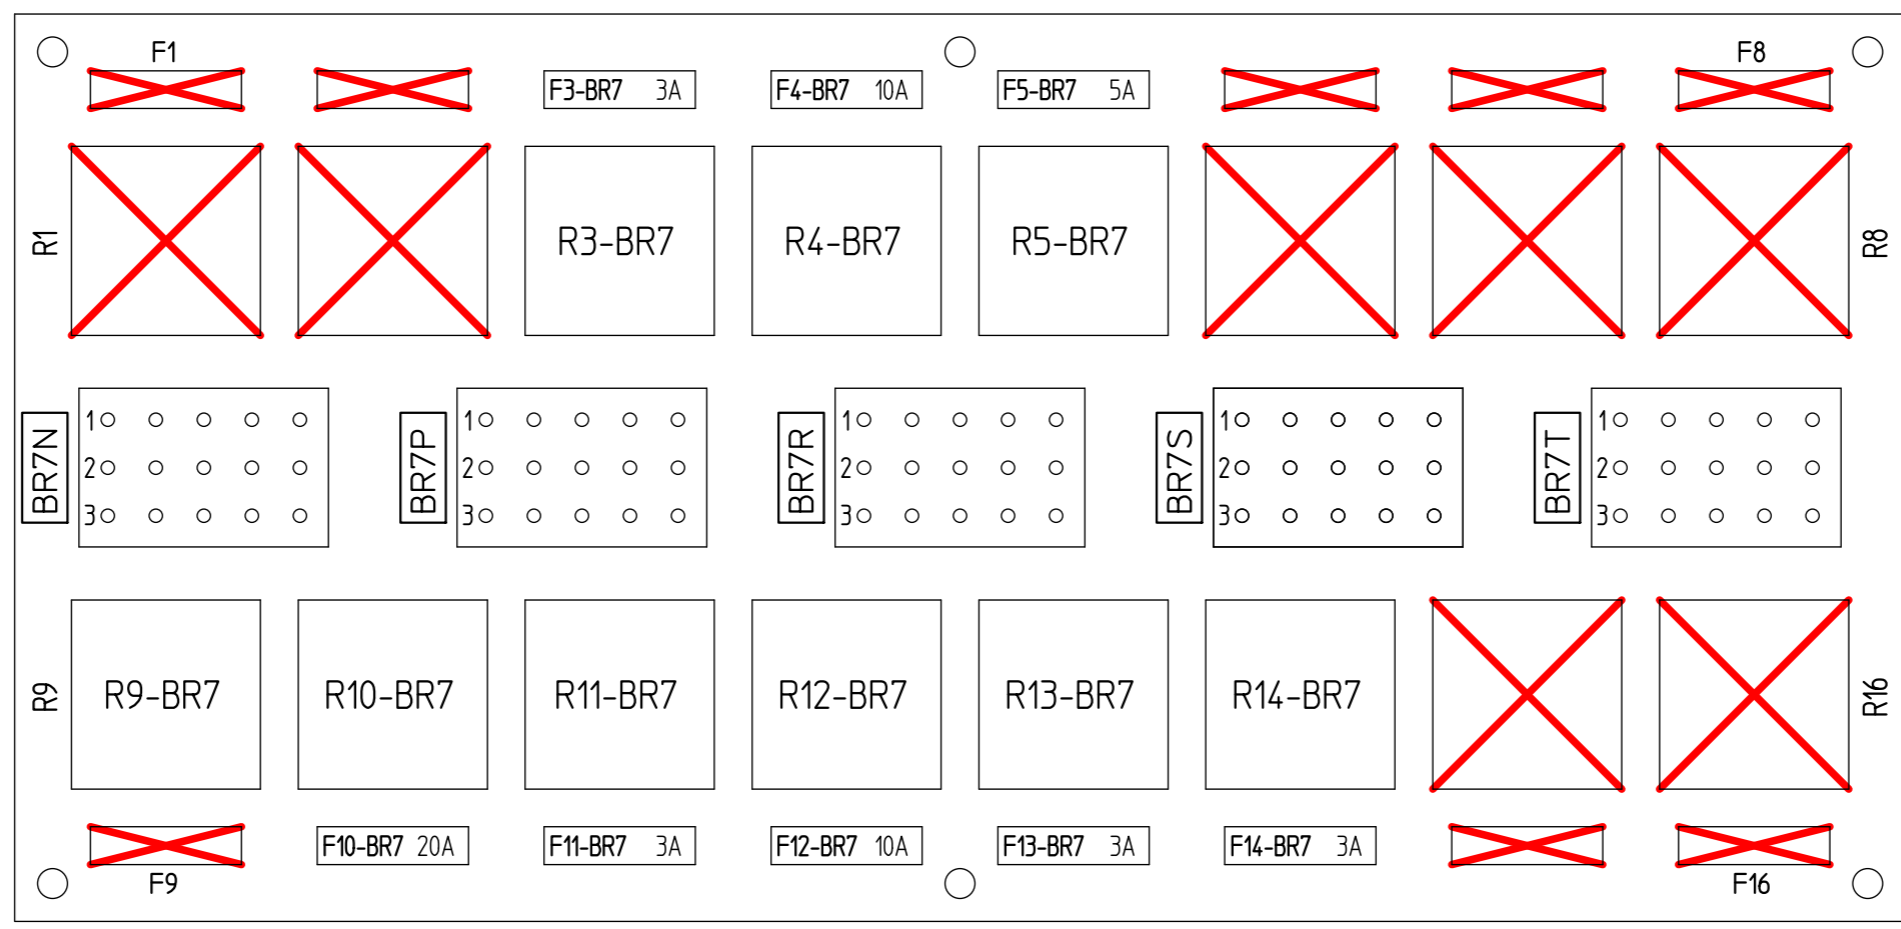 F1 F8
F3-BR7 3A F4-BR7 10A F5-BR7 5A
R1 R3-BR7 R4-BR7 R5-BR7 R8
BR7N BR7P BR7R BR7S BR7T
1 1 1 1 1
2 2 2 2 2
3 3 3 3 3
R9 R9-BR7 R10-BR7 R11-BR7 R12-BR7 R13-BR7 R14-BR7 R16
F10-BR7 20A F11-BR7 3A F12-BR7 10A F13-BR7 3A F14-BR7 3A
F9 F16